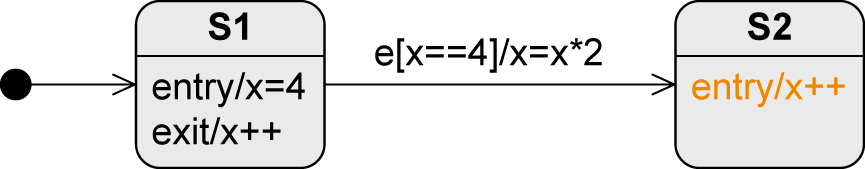 S1
entry/x=4
exit/x++
e[x==4]/x=x*2
S2
entry/x++